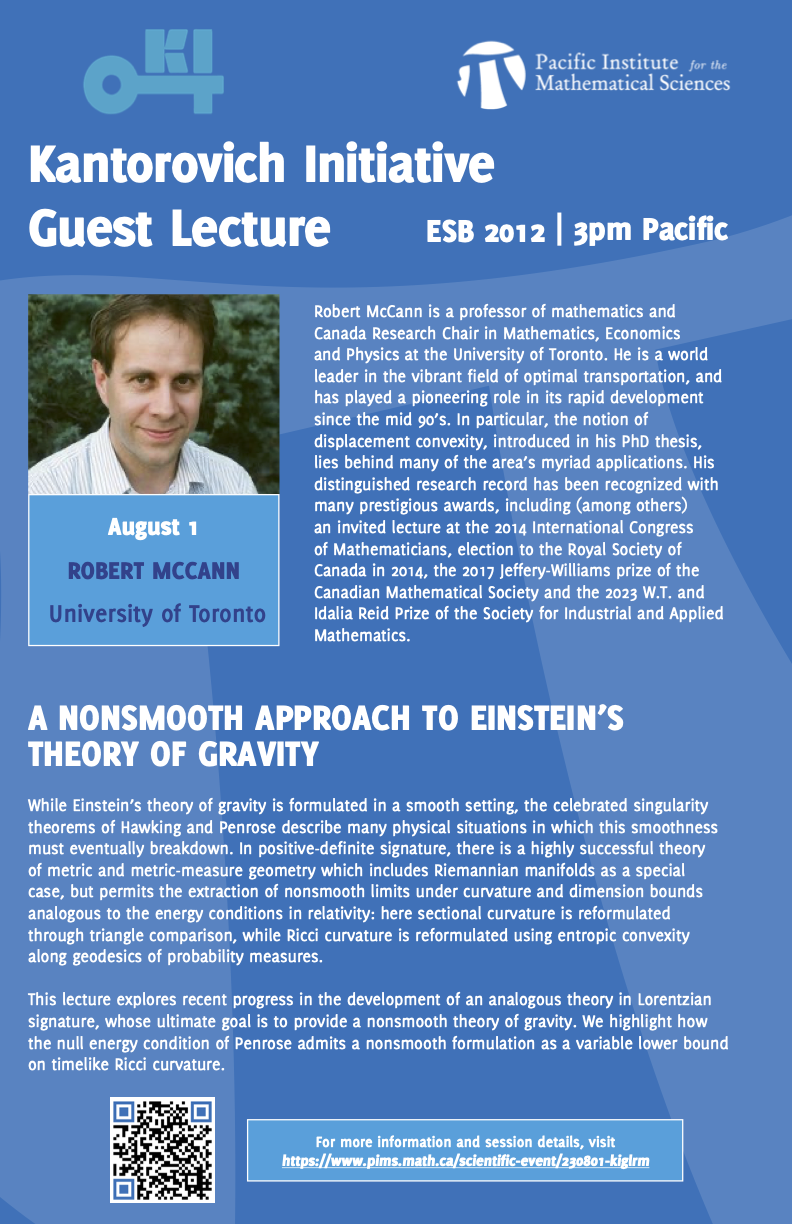 KI
Pacific Institute for the
Mathematical Sciences
Kantorovich Initiative
Guest Lecture
ESB 2012 | 3pm Pacific
August 1
ROBERT MCCANN
University of Toronto
Robert McCann is a professor of mathematics and
Canada Research Chair in Mathematics, Economics
and Physics at the University of Toronto. He is a world
leader in the vibrant field of optimal transportation, and
has played a pioneering role in its rapid development
since the mid 90's. In particular, the notion of
displacement convexity, introduced in his PhD thesis,
lies behind many of the area's myriad applications. His
distinguished research record has been recognized with
many prestigious awards, including (among others)
an invited lecture at the 2014 International Congress
of Mathematicians, election to the Royal Society of
Canada in 2014, the 2017 Jeffery-Williams prize of the
Canadian Mathematical Society and the 2023 W.T. and
Idalia Reid Prize of the Society for Industrial and Applied
Mathematics.
A NONSMOOTH APPROACH TO EINSTEIN'S
THEORY OF GRAVITY
While Einstein's theory of gravity is formulated in a smooth setting, the celebrated singularity
theorems of Hawking and Penrose describe many physical situations in which this smoothness
must eventually breakdown. In positive-definite signature, there is a highly successful theory
of metric and metric-measure geometry which includes Riemannian manifolds as a special
case, but permits the extraction of nonsmooth limits under curvature and dimension bounds
analogous to the energy conditions in relativity: here sectional curvature is reformulated
through triangle comparison, while Ricci curvature is reformulated using entropic convexity
along geodesics of probability measures.
This lecture explores recent progress in the development of an analogous theory in Lorentzian
signature, whose ultimate goal is to provide a nonsmooth theory of gravity. We highlight how
the null energy condition of Penrose admits a nonsmooth formulation as a variable lower bound
on timelike Ricci curvature.
For more information and session details, visit
https://www.pims.math.ca/scientific-event/230801-kiglrm